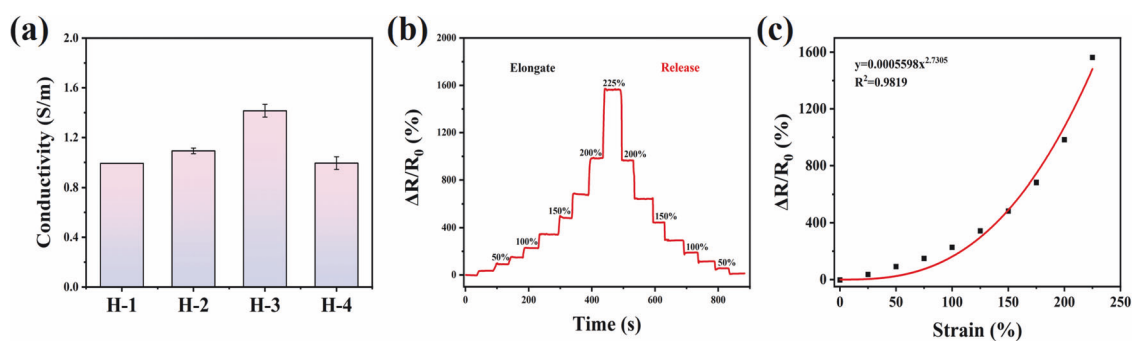 (a)
Conductivity (S/m)
2.0
1.6
1.2
0.8
0.4
0.0
H-1 H-2 H-3 H-4
(b)
ΔR/R₀ (%)
2000
1600
1200
800
400
0
Elongate Release
225%
200% 200%
150% 150%
100% 100%
50% 50%
0 200 400 600 800
Time (s)
(c)
ΔR/R₀ (%)
1600
1200
800
400
0
y=0.0005598x^2.7305
R²=0.9819
0 50 100 150 200 250
Strain (%)